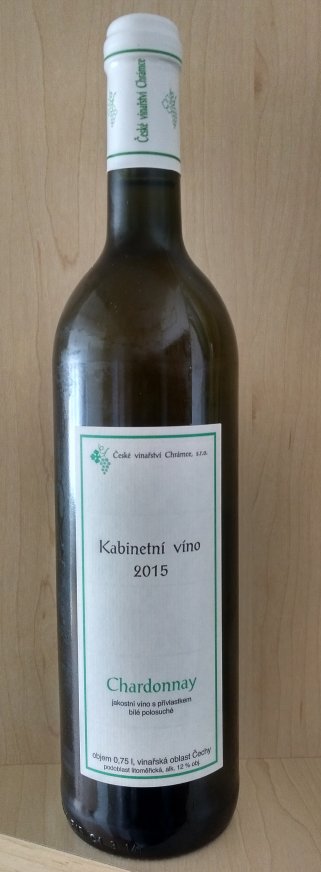 České vinařství Chrámce
České vinařství Chrámce, s.r.o.
Kabinetní víno
2015
Chardonnay
jakostní víno s přívlastkem
bílé polosuché
objem 0,75 l, vinařská oblast Čechy
podoblast litoměřická, alk. 12 % obj.